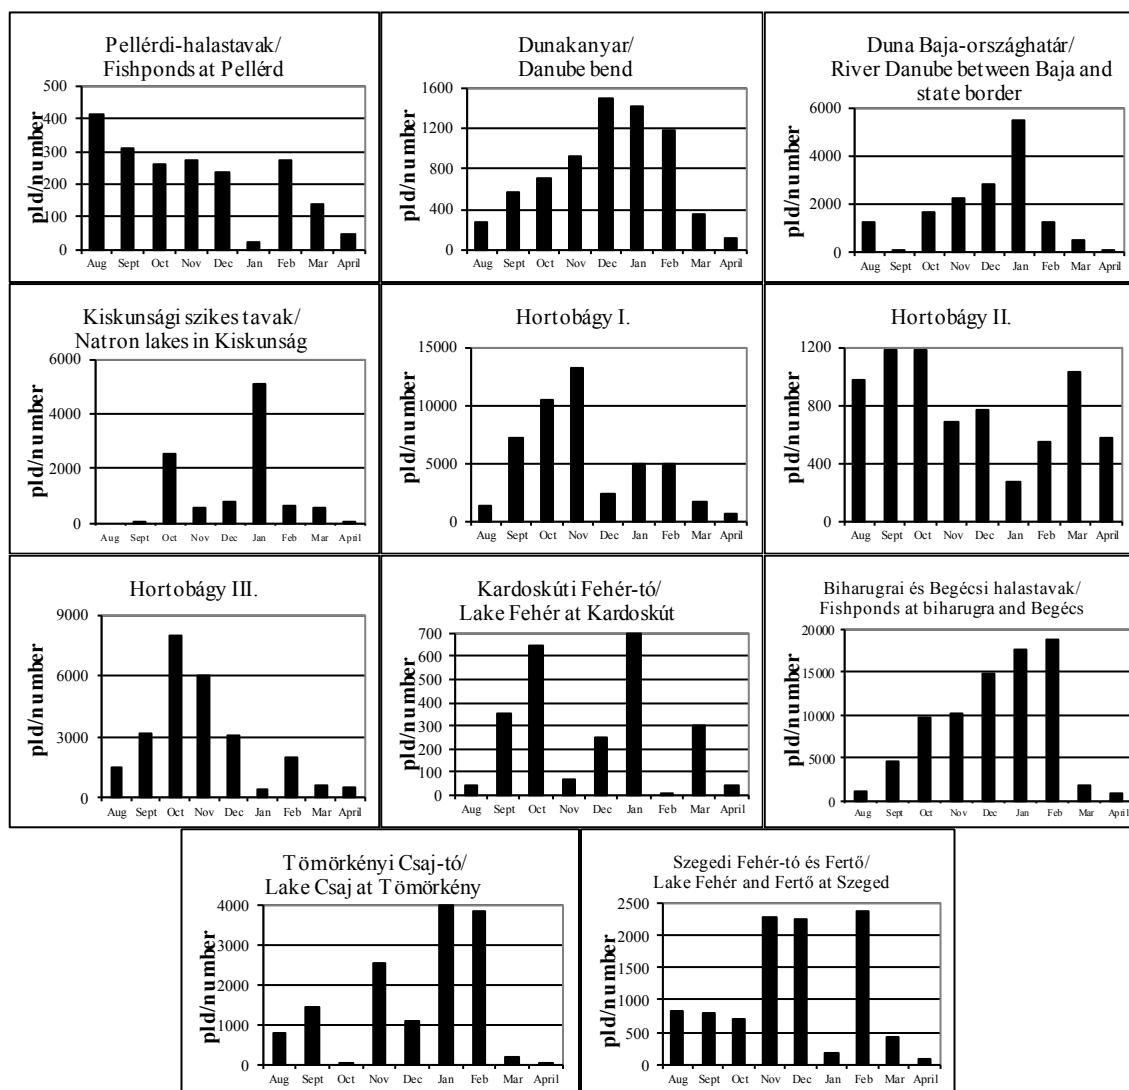 Pellérdi-halastavak/
Fishponds at Pellérd
pld/number
500
400
300
200
100
0
Aug Sept Oct Nov Dec Jan Feb Mar April
Dunakanyar/
Danube bend
pld/number
1600
1200
800
400
0
Aug Sept Oct Nov Dec Jan Feb Mar April
Duna Baja-országhatár/
River Danube between Baja and
state border
pld/number
6000
4000
2000
0
Aug Sept Oct Nov Dec Jan Feb Mar April
Kiskunsági szikes tavak/
Natron lakes in Kiskunság
pld/number
6000
4000
2000
0
Aug Sept Oct Nov Dec Jan Feb Mar April
Hortobágy I.
pld/number
15000
10000
5000
0
Aug Sept Oct Nov Dec Jan Feb Mar April
Hortobágy II.
pld/number
1200
800
400
0
Aug Sept Oct Nov Dec Jan Feb Mar April
Hortobágy III.
pld/number
9000
6000
3000
0
Aug Sept Oct Nov Dec Jan Feb Mar April
Kardoskúti Fehér-tó/
Lake Fehér at Kardoskút
pld/number
700
600
500
400
300
200
100
0
Aug Sept Oct Nov Dec Jan Feb Mar April
Biharugrai és Begécsi halastavak/
Fishponds at biharugra and Begécs
pld/number
20000
15000
10000
5000
0
Aug Sept Oct Nov Dec Jan Feb Mar April
Tömörkényi Csaj-tó/
Lake Csaj at Tömörkény
pld/number
4000
3000
2000
1000
0
Aug Sept Oct Nov Dec Jan Feb Mar April
Szegedi Fehér-tó és Fertő/
Lake Fehér and Fertő at Szeged
pld/number
2500
2000
1500
1000
500
0
Aug Sept Oct Nov Dec Jan Feb Mar April